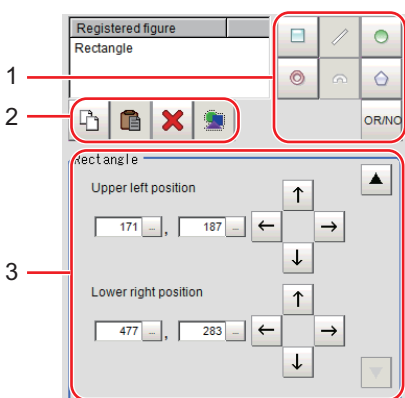 Registered figure
Rectangle
1
2
OR/NO
Rectangle
Upper left position
171 ... , 187 ...
Lower right position
477 ... , 283 ...
3